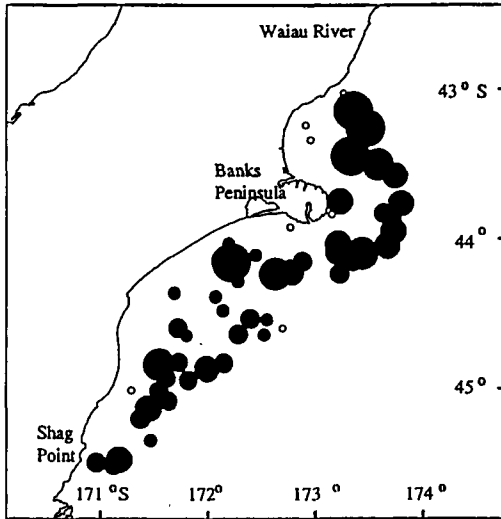 Waiau River
43° S
Banks
Peninsula
44°
45°
Shag
Point
171° S
172°
173°
174°